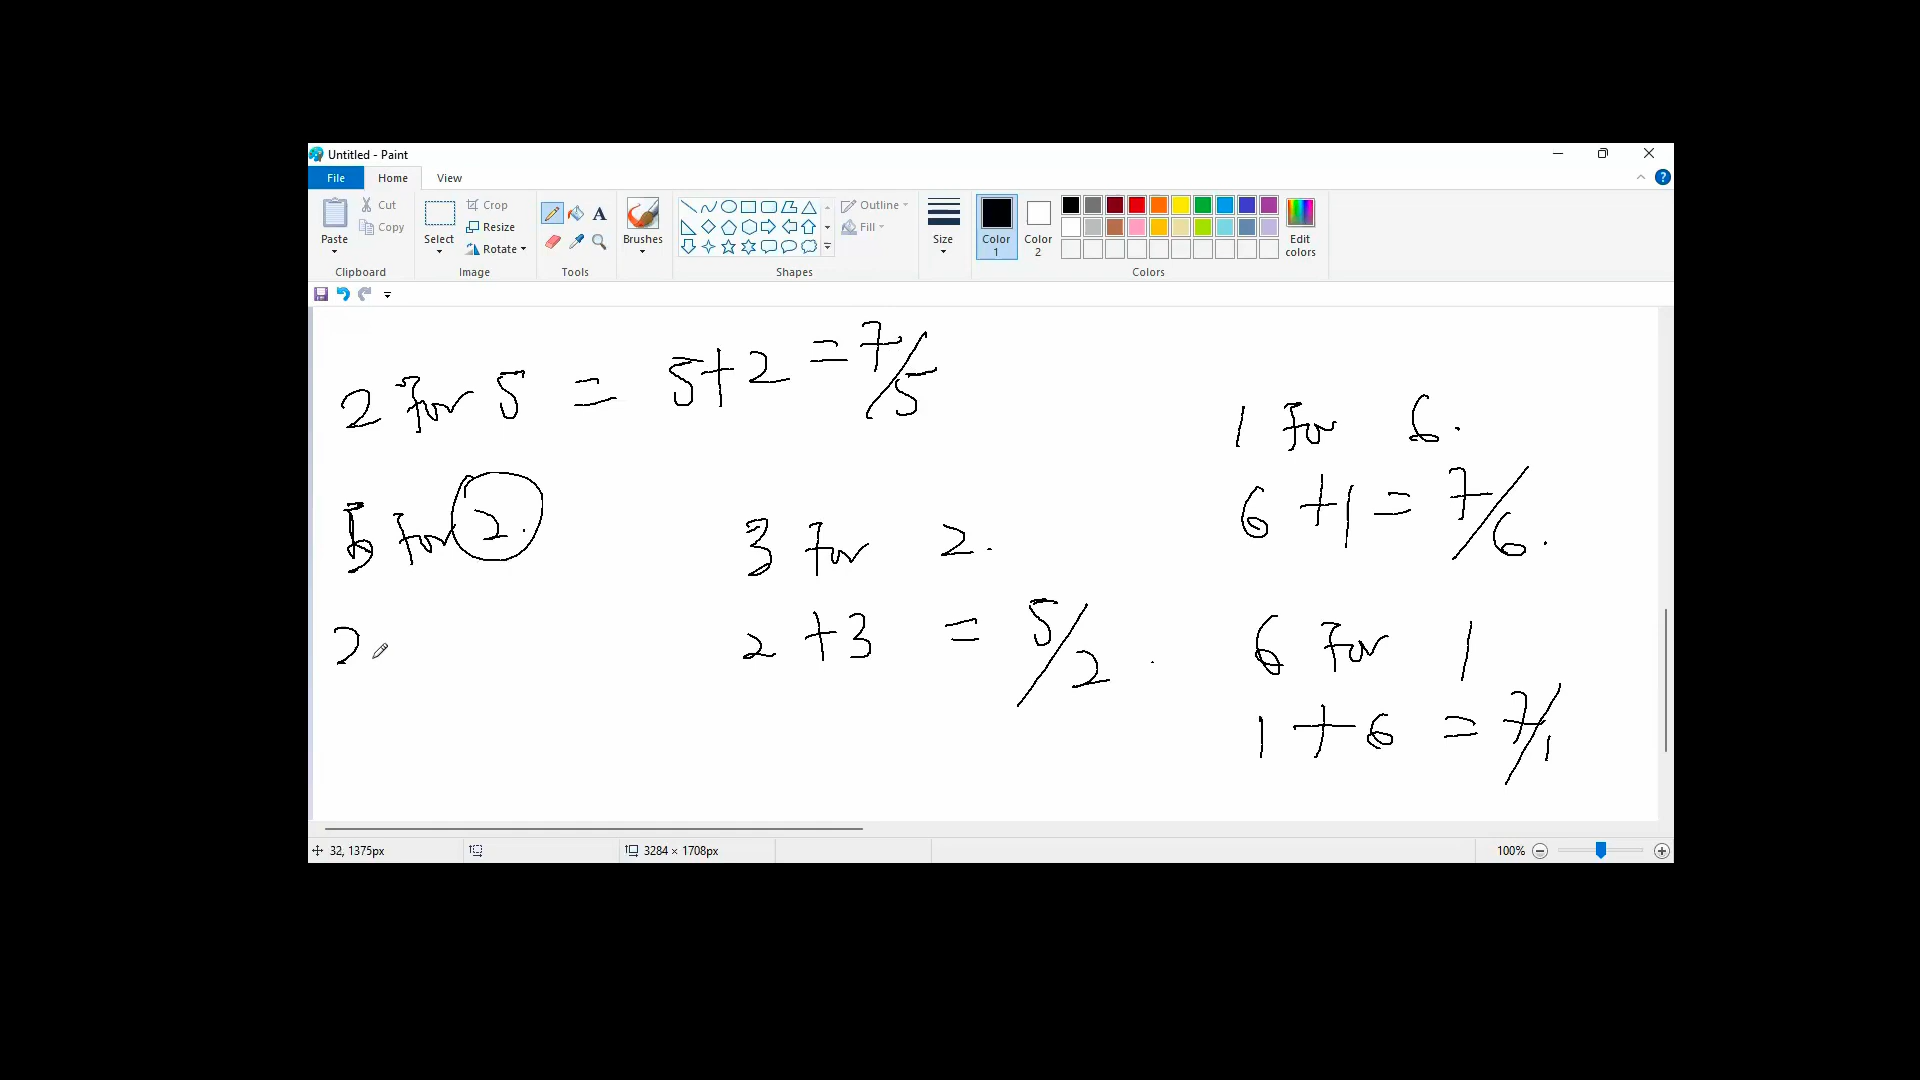 Untitled - Paint
File Home View
Paste
Cut
Copy
Clipboard
Select
Crop
Resize
Rotate
Image
Tools
Brushes
Shapes
Outline
Fill
Size
Color 1
Color 2
Edit colors
Colors
2 for 5 = 5+2 = 7/5
for 2.
2
3 for 2.
2 + 3 = 5/2
1 for 6.
6 + 1 = 7/6.
6 for 1
1 + 6 = 7/1
32, 1375px
3284 × 1708px
100%